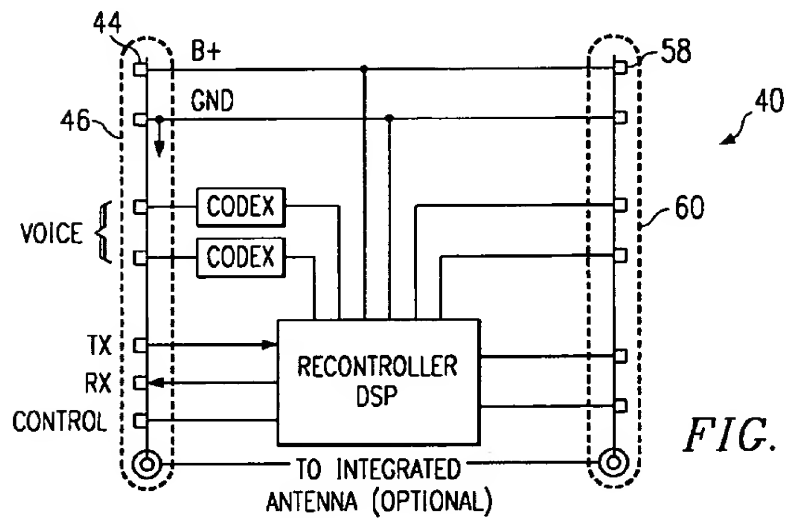 44
B+
58
46
GND
40
CODEX
60
VOICE
CODEX
TX
RECONTROLLER
DSP
RX
CONTROL
FIG.
TO INTEGRATED
ANTENNA (OPTIONAL)